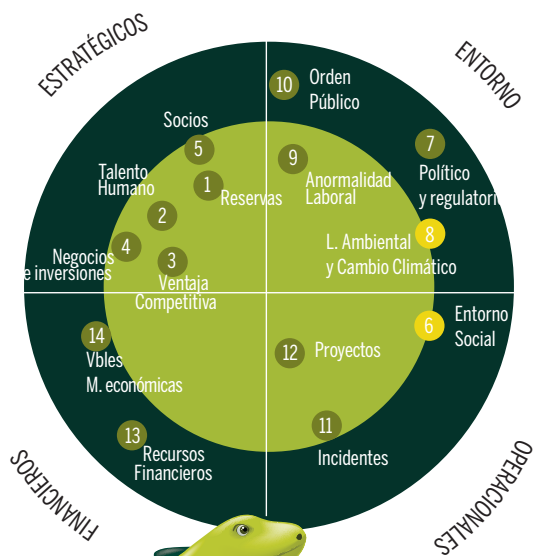 ESTRATÉGICOS
ENTORNO
10
Orden
Público
Socios
5
9
7
Talento
Humano
1
Reservas
Anormalidad
Laboral
Político
y regulatori
2
8
4
3
L. Ambiental
y Cambio Climático
Negocios
e inversiones
Ventaja
Competitiva
6
Entorno
Social
14
Vbles
M. económicas
12
Proyectos
13
Recursos
Financieros
11
Incidentes
FINANCIEROS
OPERACIONALES